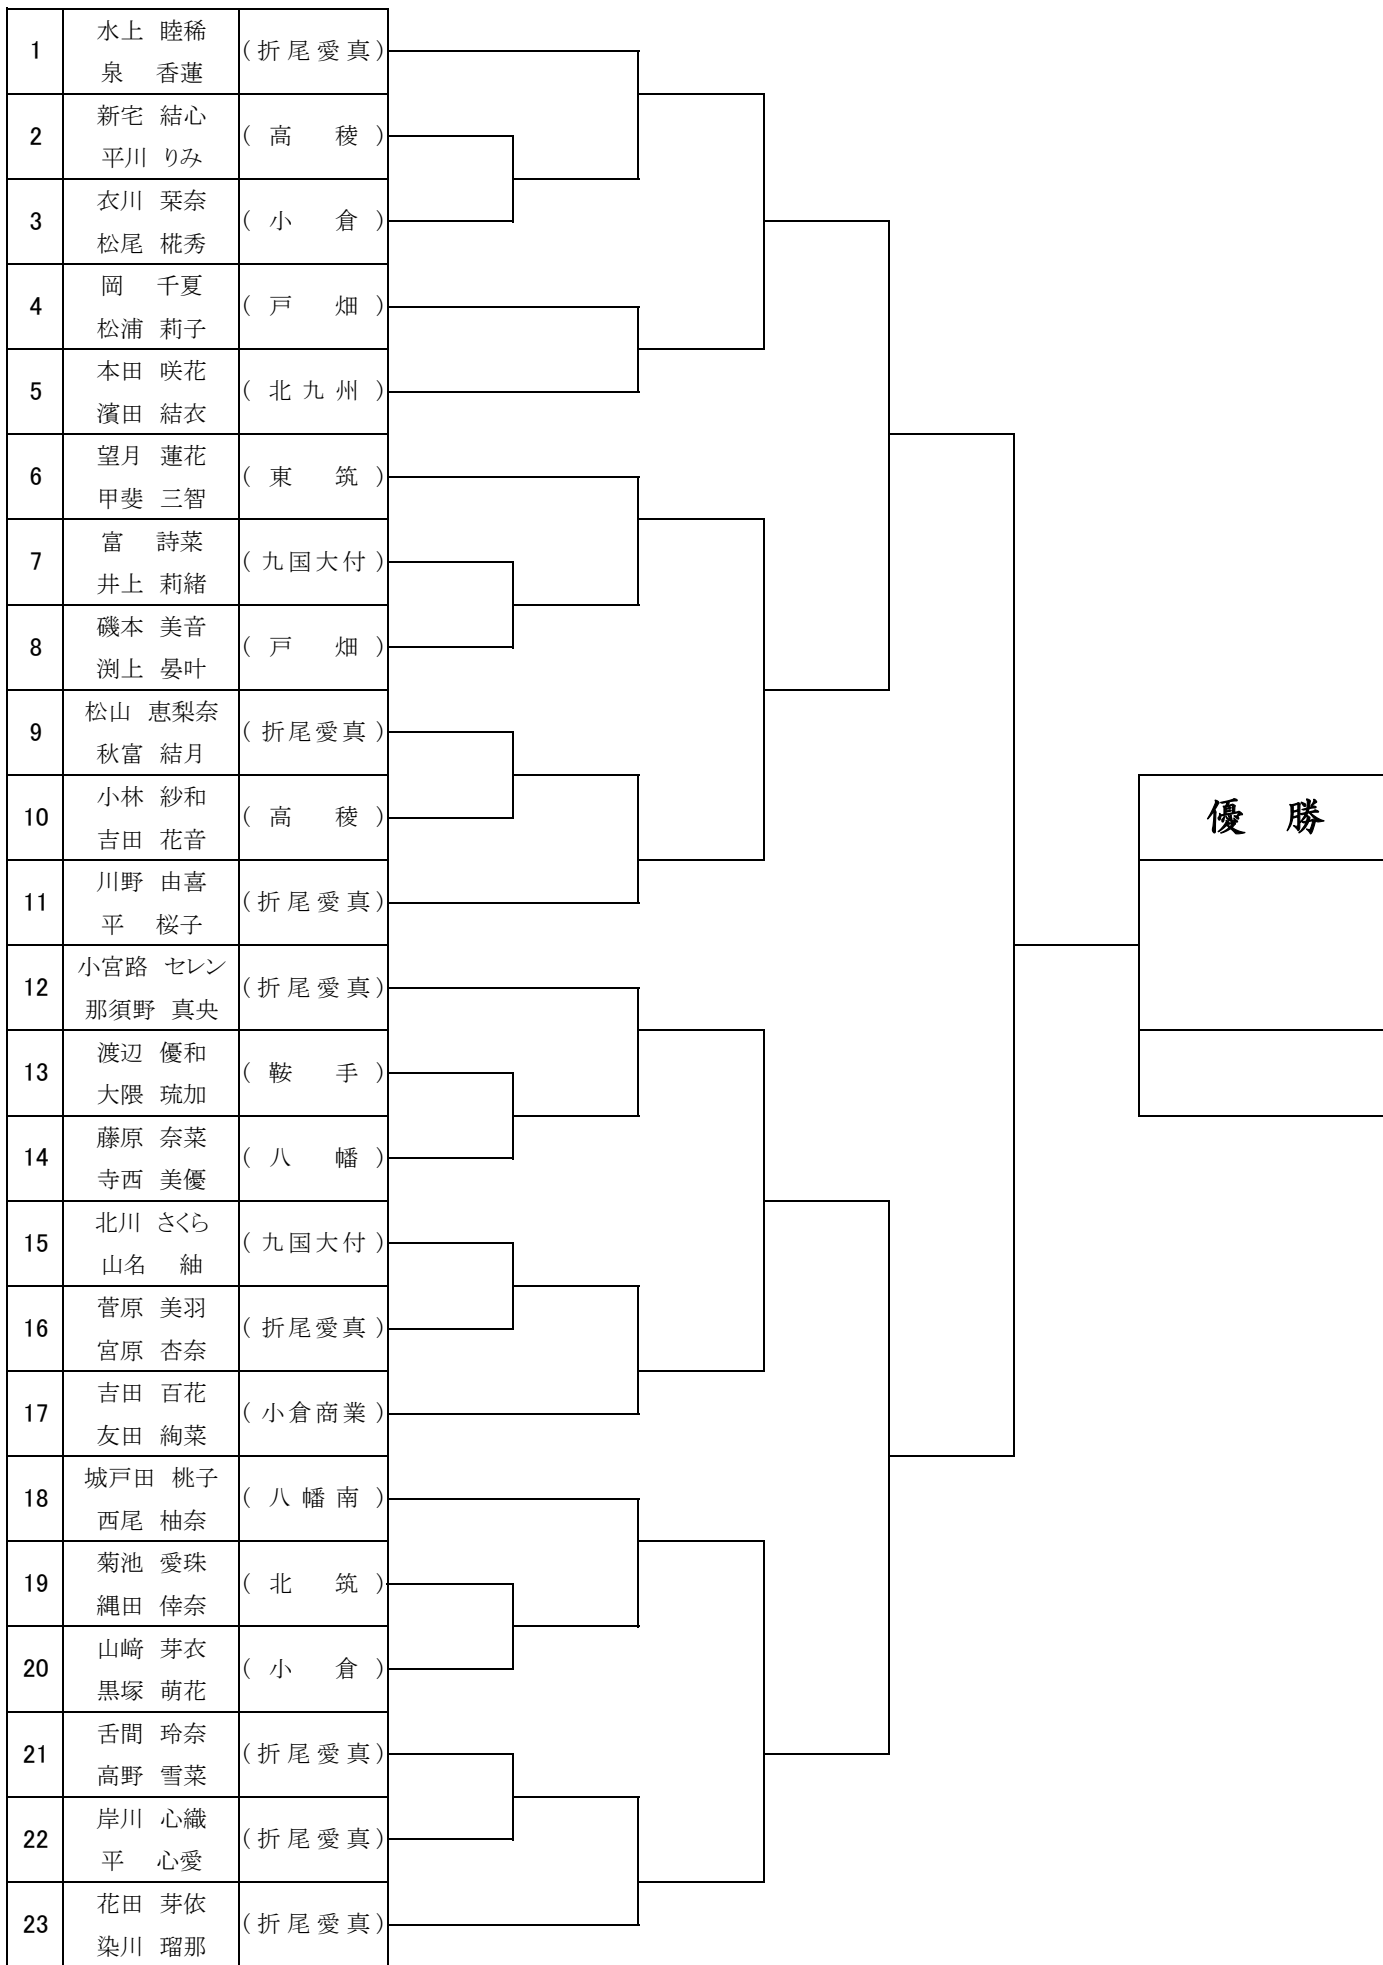 1 水上 睦稀 (折尾愛真)
泉 香蓮
2 新宅 結心 (高 稜)
平川 りみ
3 衣川 栞奈 (小 倉)
松尾 椛秀
4 岡 千夏 (戸 畑)
松浦 莉子
5 本田 咲花 (北九州)
濱田 結衣
6 望月 蓮花 (東 筑)
甲斐 三智
7 富 詩菜 (九国大付)
井上 莉緒
8 磯本 美音 (戸 畑)
渕上 晏叶
9 松山 恵梨奈 (折尾愛真)
秋富 結月
10 小林 紗和 (高 稜)
吉田 花音
11 川野 由喜 (折尾愛真)
平 桜子
12 小宮路 セレン (折尾愛真)
那須野 真央
13 渡辺 優和 (鞍 手)
大隈 琉加
14 藤原 奈菜 (八 幡)
寺西 美優
15 北川 さくら (九国大付)
山名 紬
16 菅原 美羽 (折尾愛真)
宮原 杏奈
17 吉田 百花 (小倉商業)
友田 絢菜
18 城戸田 桃子 (八幡南)
西尾 柚奈
19 菊池 愛珠 (北 筑)
縄田 倖奈
20 山﨑 芽衣 (小 倉)
黒塚 萌花
21 舌間 玲奈 (折尾愛真)
高野 雪菜
22 岸川 心織 (折尾愛真)
平 心愛
23 花田 芽依 (折尾愛真)
染川 瑠那
優 勝